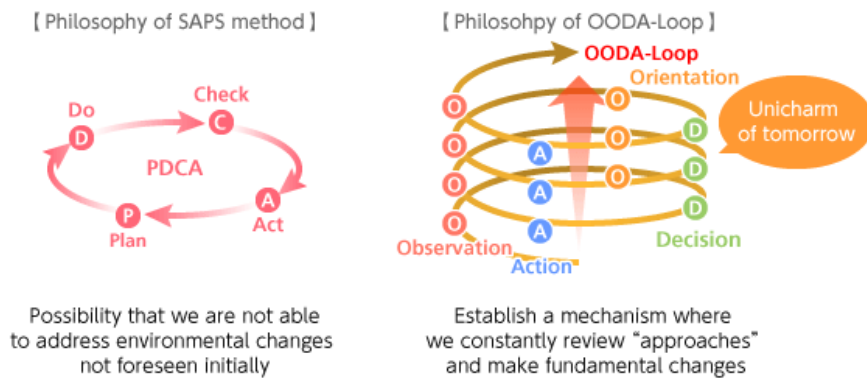 【 Philosophy of SAPS method 】
Do
D
Check
C
PDCA
P
Plan
A
Act
Possibility that we are not able
to address environmental changes
not foreseen initially
【 Philosohpy of OODA-Loop 】
OODA-Loop
Orientation
O
O
D
Unicharm
of tomorrow
O
A
O
D
O
A
O
D
O
A
Observation
Decision
Action
Establish a mechanism where
we constantly review “approaches”
and make fundamental changes